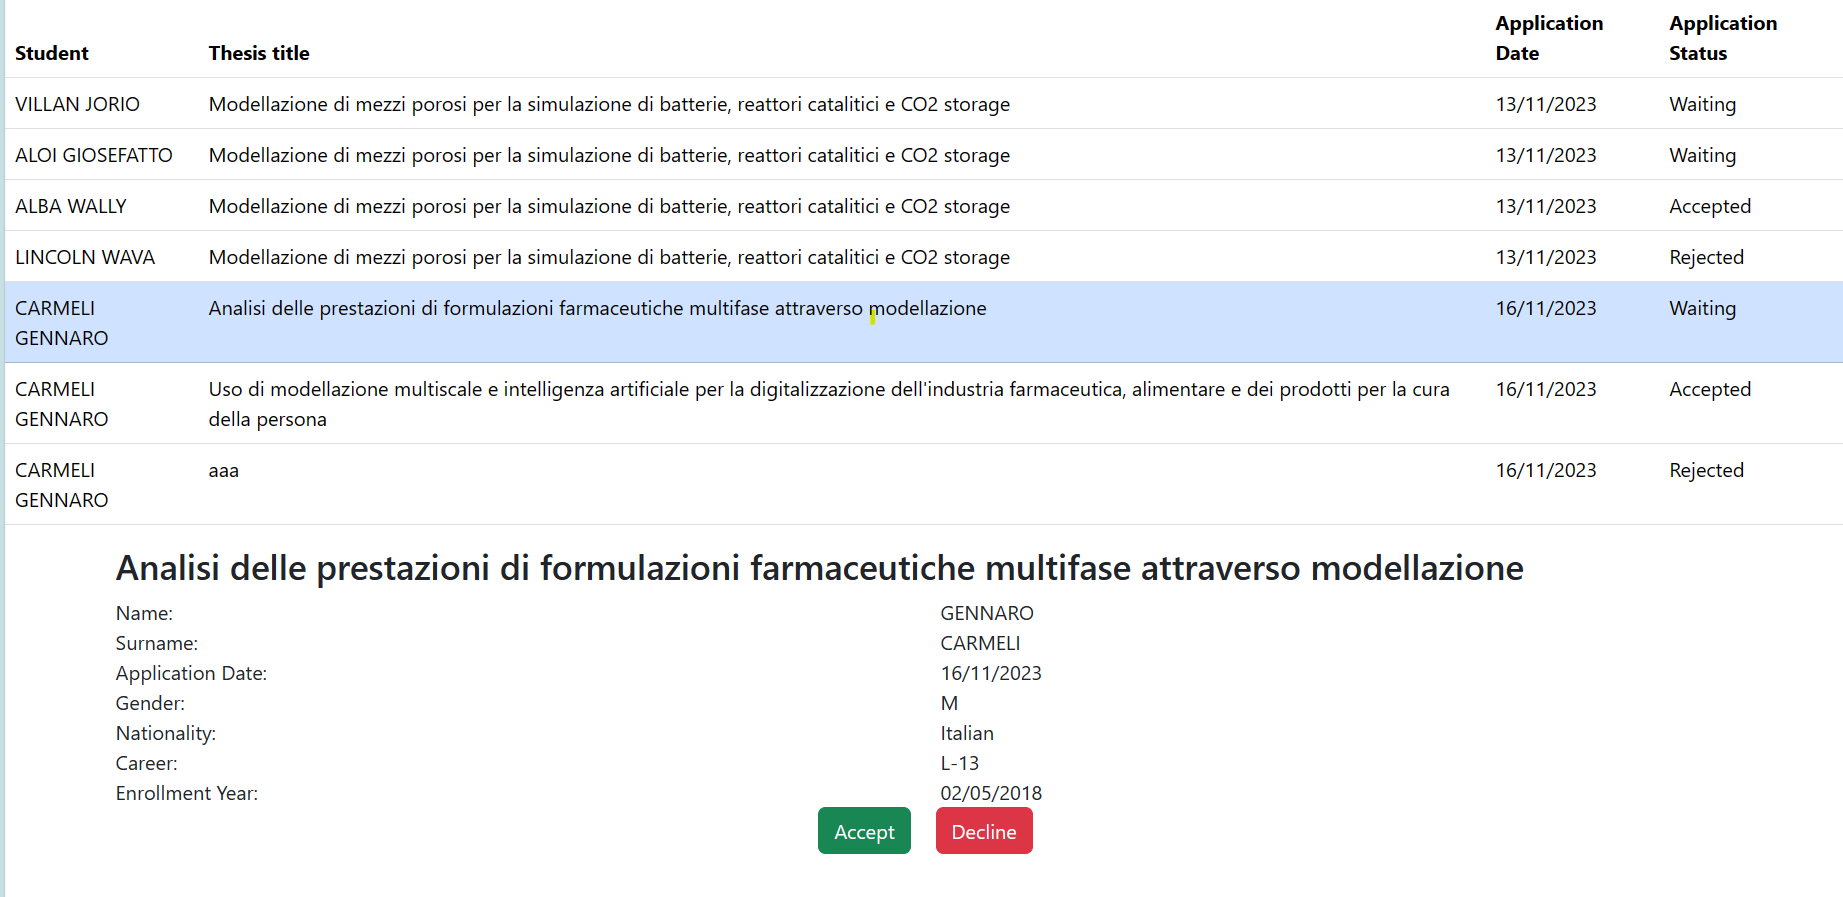 Student Thesis title Application Date Application Status
VILLAN JORIO Modellazione di mezzi porosi per la simulazione di batterie, reattori catalitici e CO2 storage 13/11/2023 Waiting
ALOI GIOSEFATTO Modellazione di mezzi porosi per la simulazione di batterie, reattori catalitici e CO2 storage 13/11/2023 Waiting
ALBA WALLY Modellazione di mezzi porosi per la simulazione di batterie, reattori catalitici e CO2 storage 13/11/2023 Accepted
LINCOLN WAVA Modellazione di mezzi porosi per la simulazione di batterie, reattori catalitici e CO2 storage 13/11/2023 Rejected
CARMELI GENNARO Analisi delle prestazioni di formulazioni farmaceutiche multifase attraverso modellazione 16/11/2023 Waiting
CARMELI GENNARO Uso di modellazione multiscale e intelligenza artificiale per la digitalizzazione dell'industria farmaceutica, alimentare e dei prodotti per la cura della persona 16/11/2023 Accepted
CARMELI GENNARO aaa 16/11/2023 Rejected
Analisi delle prestazioni di formulazioni farmaceutiche multifase attraverso modellazione
Name: GENNARO
Surname: CARMELI
Application Date: 16/11/2023
Gender: M
Nationality: Italian
Career: L-13
Enrollment Year: 02/05/2018
Accept Decline